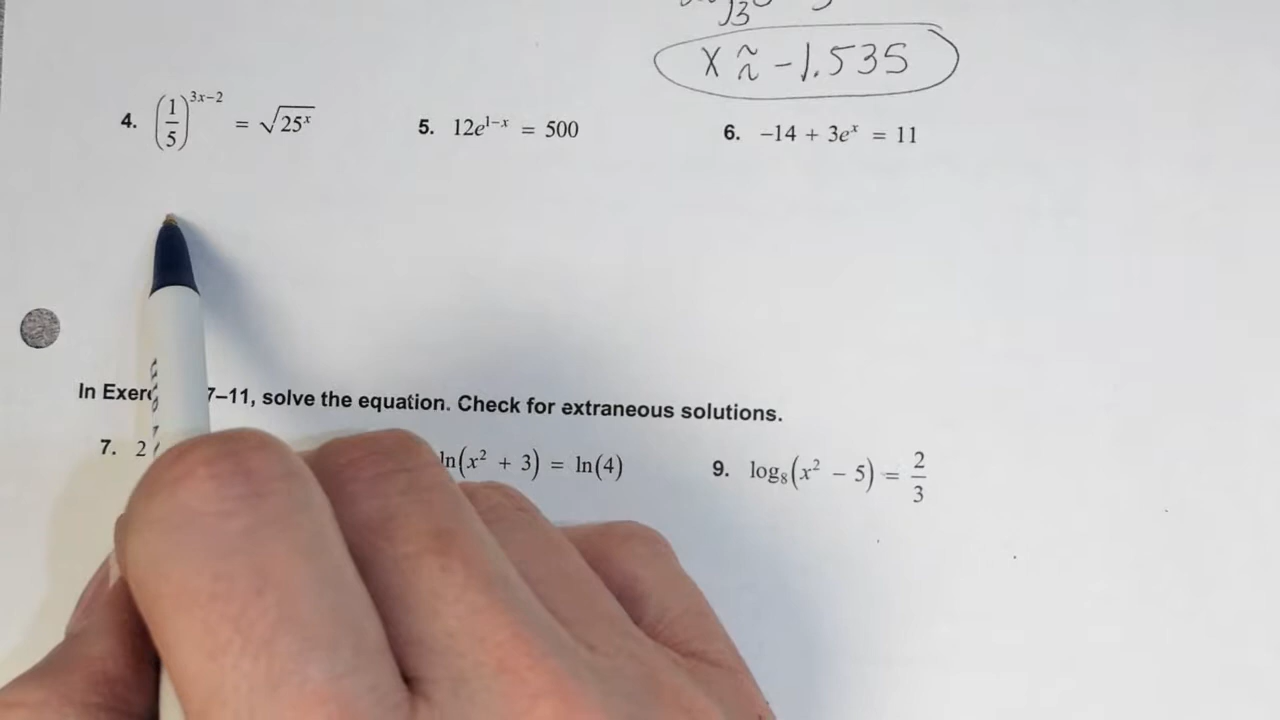 x ≈ -1.535
4. (1/5)^{3x-2} = √25^x
5. 12e^{1-x} = 500
6. -14 + 3e^x = 11
In Exer 7–11, solve the equation. Check for extraneous solutions.
7. 2
ln(x² + 3) = ln(4)
9. log₈(x² - 5) = 2/3